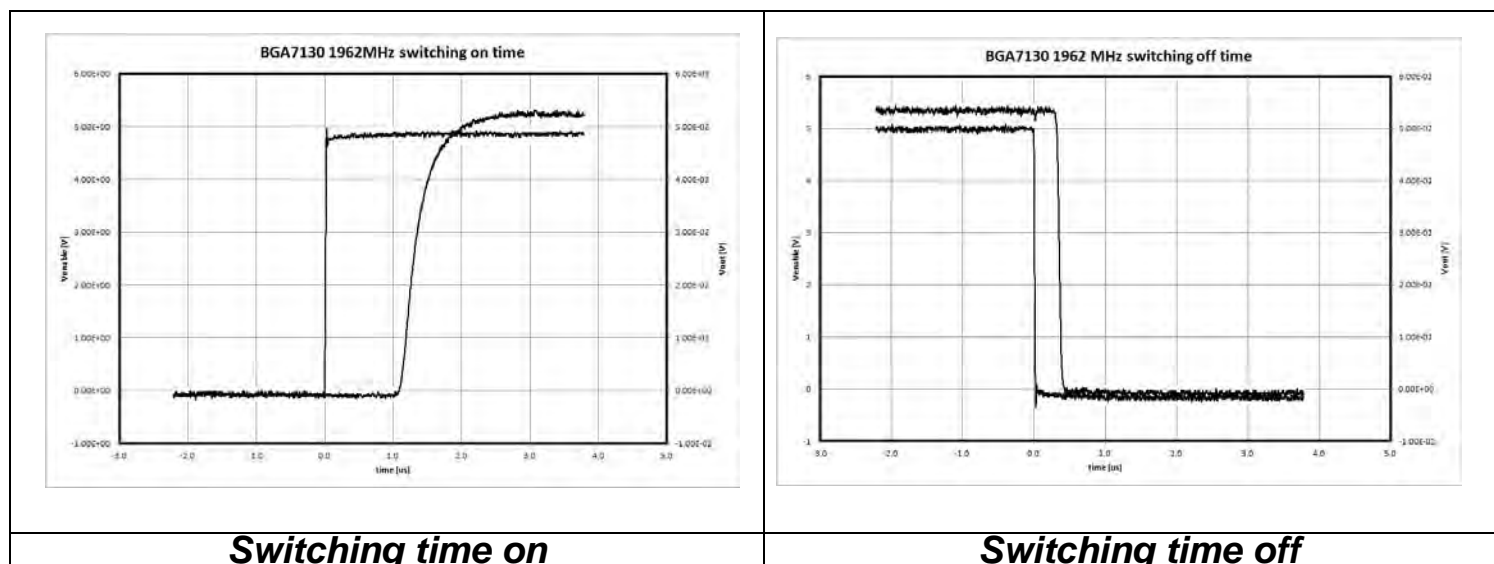 BGA7130 1962MHz switching on time
6.00E+00
5.00E+00
4.00E+00
3.00E+00
2.00E+00
1.00E+00
0.00E+00
-1.00E+00
Venable [V]
5.00E-02
4.00E-02
3.00E-02
2.00E-02
0.00E+00
-1.00E-02
Vout [V]
-3.0 -2.0 -1.0 0.0 1.0 2.0 3.0 4.0 5.0
time [us]
Switching time on
BGA7130 1962 MHz switching off time
6
5
4
3
2
1
0
-1
Venable [V]
6.00E-02
5.00E-02
4.00E-02
3.00E-02
2.00E-02
1.00E-02
0.00E+00
-1.00E-02
Vout [V]
-2.0 -1.0 0.0 1.0 2.0 3.0 4.0 5.0
time [us]
Switching time off